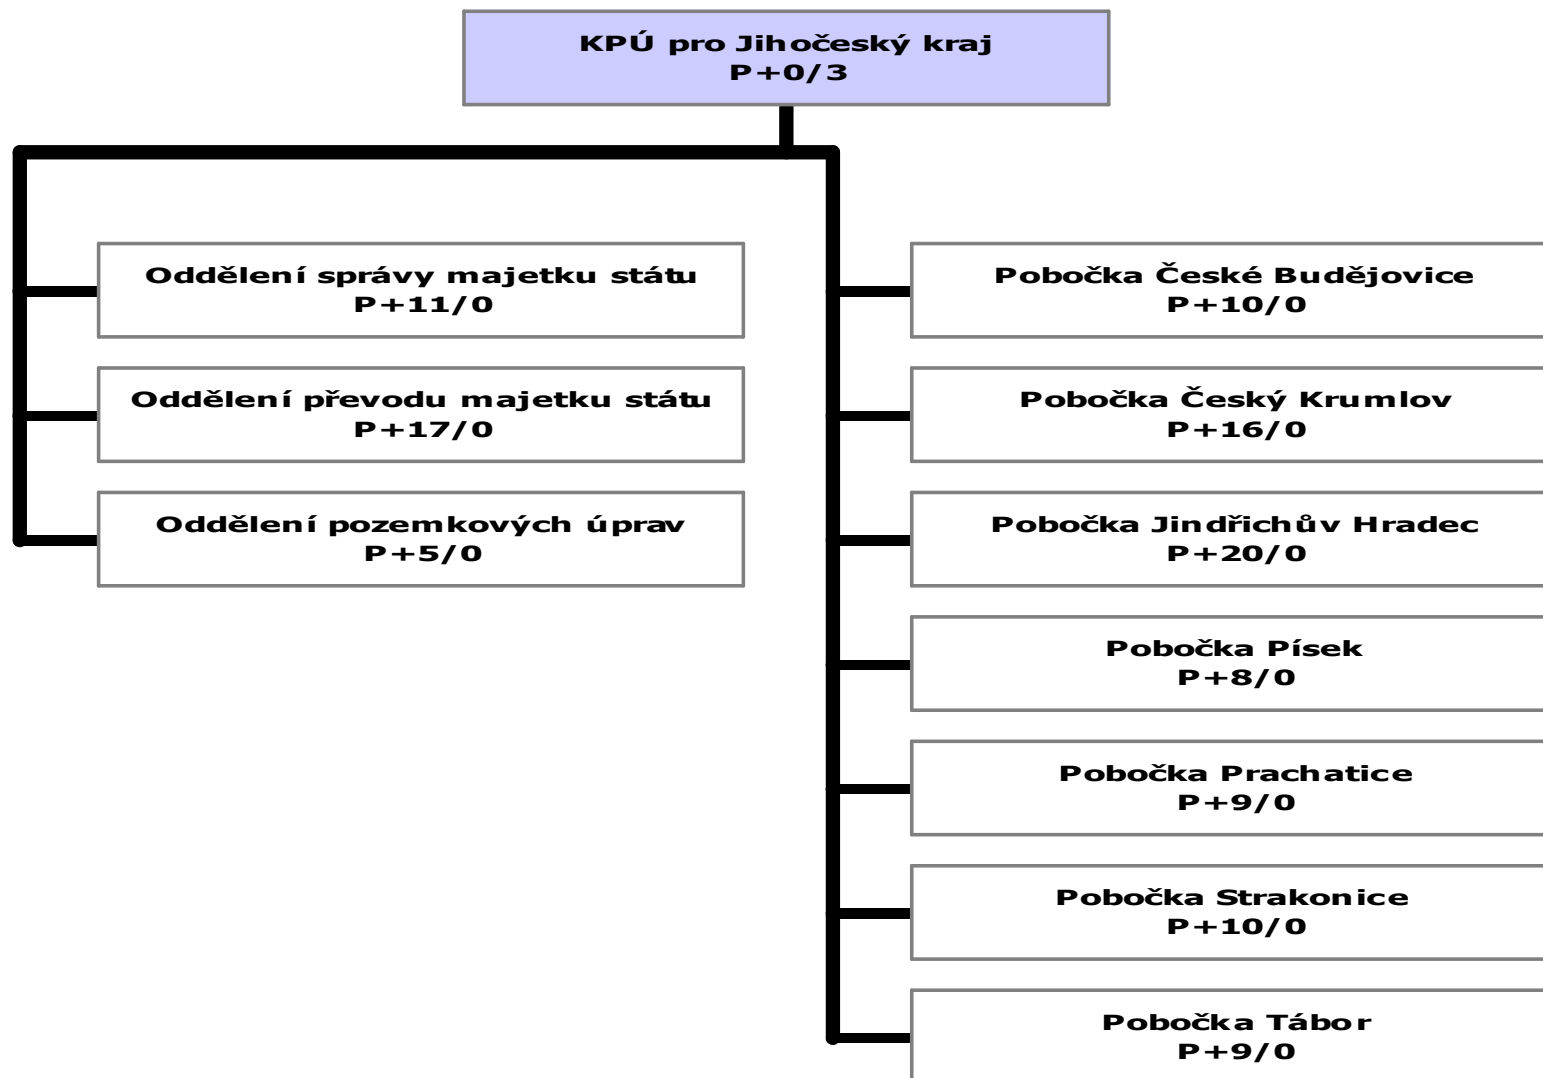 KPÚ pro Jihočeský kraj
P+0/3
Oddělení správy majetku státu
P+11/0
Oddělení převodu majetku státu
P+17/0
Oddělení pozemkových úprav
P+5/0
Pobočka České Budějovice
P+10/0
Pobočka Český Krumlov
P+16/0
Pobočka Jindřichův Hradec
P+20/0
Pobočka Písek
P+8/0
Pobočka Prachatice
P+9/0
Pobočka Strakonice
P+10/0
Pobočka Tábor
P+9/0